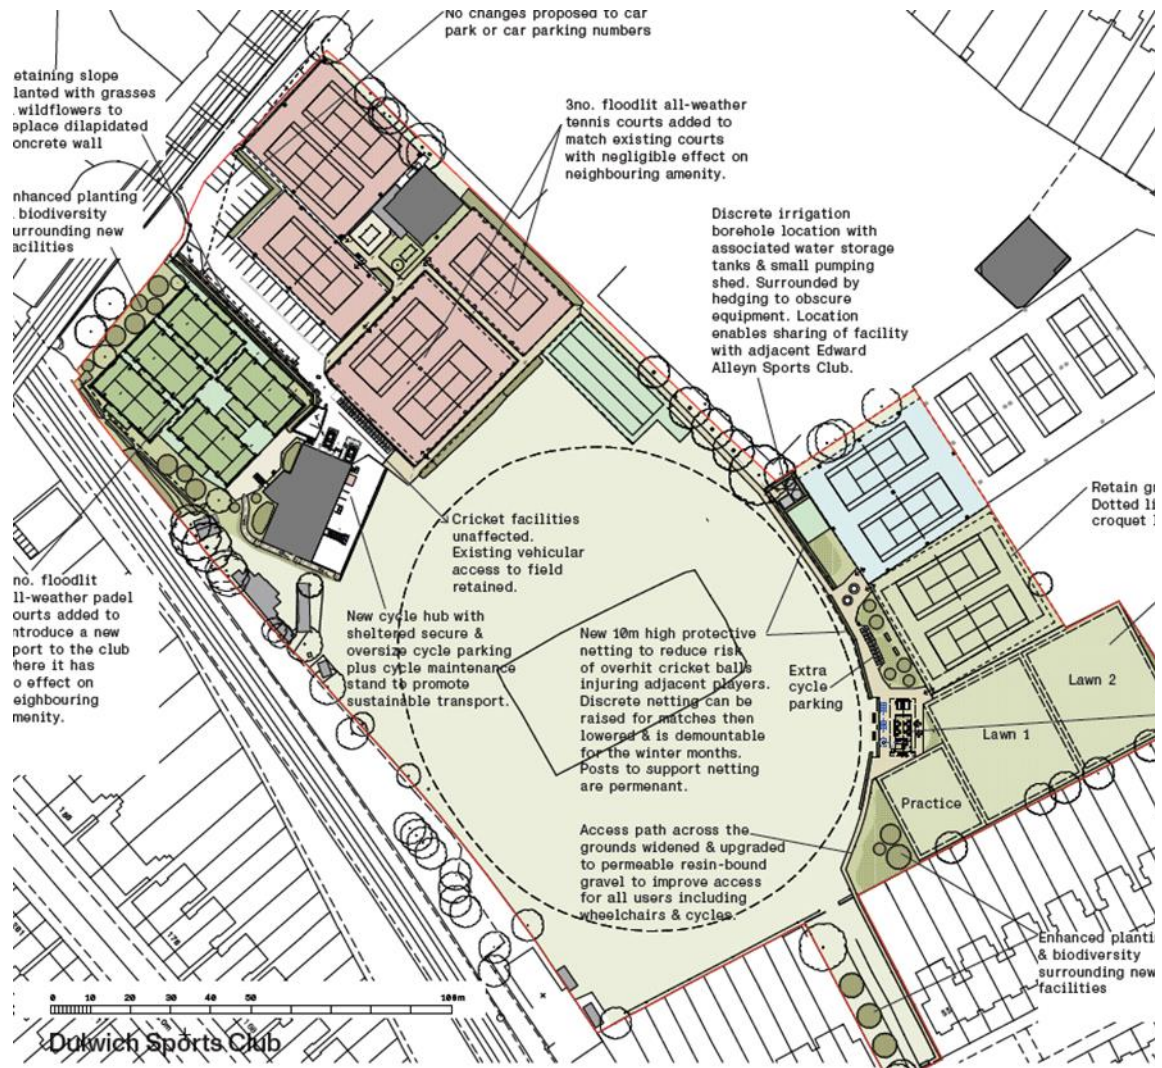 No changes proposed to car
park or car parking numbers
etaining slope
lanted with grasses
wildflowers to
eplace dilapidated
oncrete wall
3no. floodlit all-weather
tennis courts added to
match existing courts
with negligible effect on
neighbouring amenity.
nhanced planting
biodiversity
urrounding new
acilities
Discrete irrigation
borehole location with
associated water storage
tanks & small pumping
shed. Surrounded by
hedging to obscure
equipment. Location
enables sharing of facility
with adjacent Edward
Alleyn Sports Club.
Retain gr
Dotted li
croquet l
Cricket facilities
unaffected.
Existing vehicular
access to field
retained.
no. floodlit
ll-weather padel
ourts added to
ntroduce a new
port to the club
here it has
o effect on
eighbouring
menity.
New cycle hub with
sheltered secure &
oversize cycle parking
plus cycle maintenance
stand to promote
sustainable transport.
New 10m high protective
netting to reduce risk
of overhit cricket balls
injuring adjacent players.
Discrete netting can be
raised for matches then
lowered & is demountable
for the winter months.
Posts to support netting
are permenant.
Extra
cycle
parking
Lawn 2
Lawn 1
Practice
Access path across the
grounds widened & upgraded
to permeable resin-bound
gravel to improve access
for all users including
wheelchairs & cycles.
Enhanced planti
& biodiversity
surrounding new
facilities
186
178
55
0 10 20 30 40 50 100m
Dulwich Sports Club